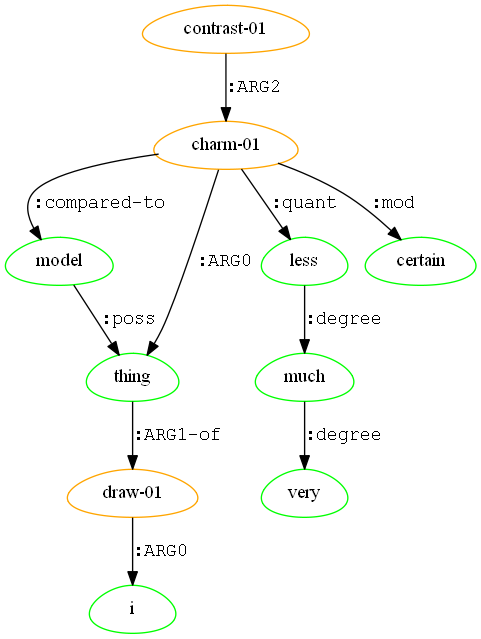 contrast-01
:ARG2
charm-01
:compared-to
:ARG0
:quant
:mod
model
less
certain
:poss
:degree
thing
much
:ARG1-of
:degree
draw-01
very
:ARG0
i